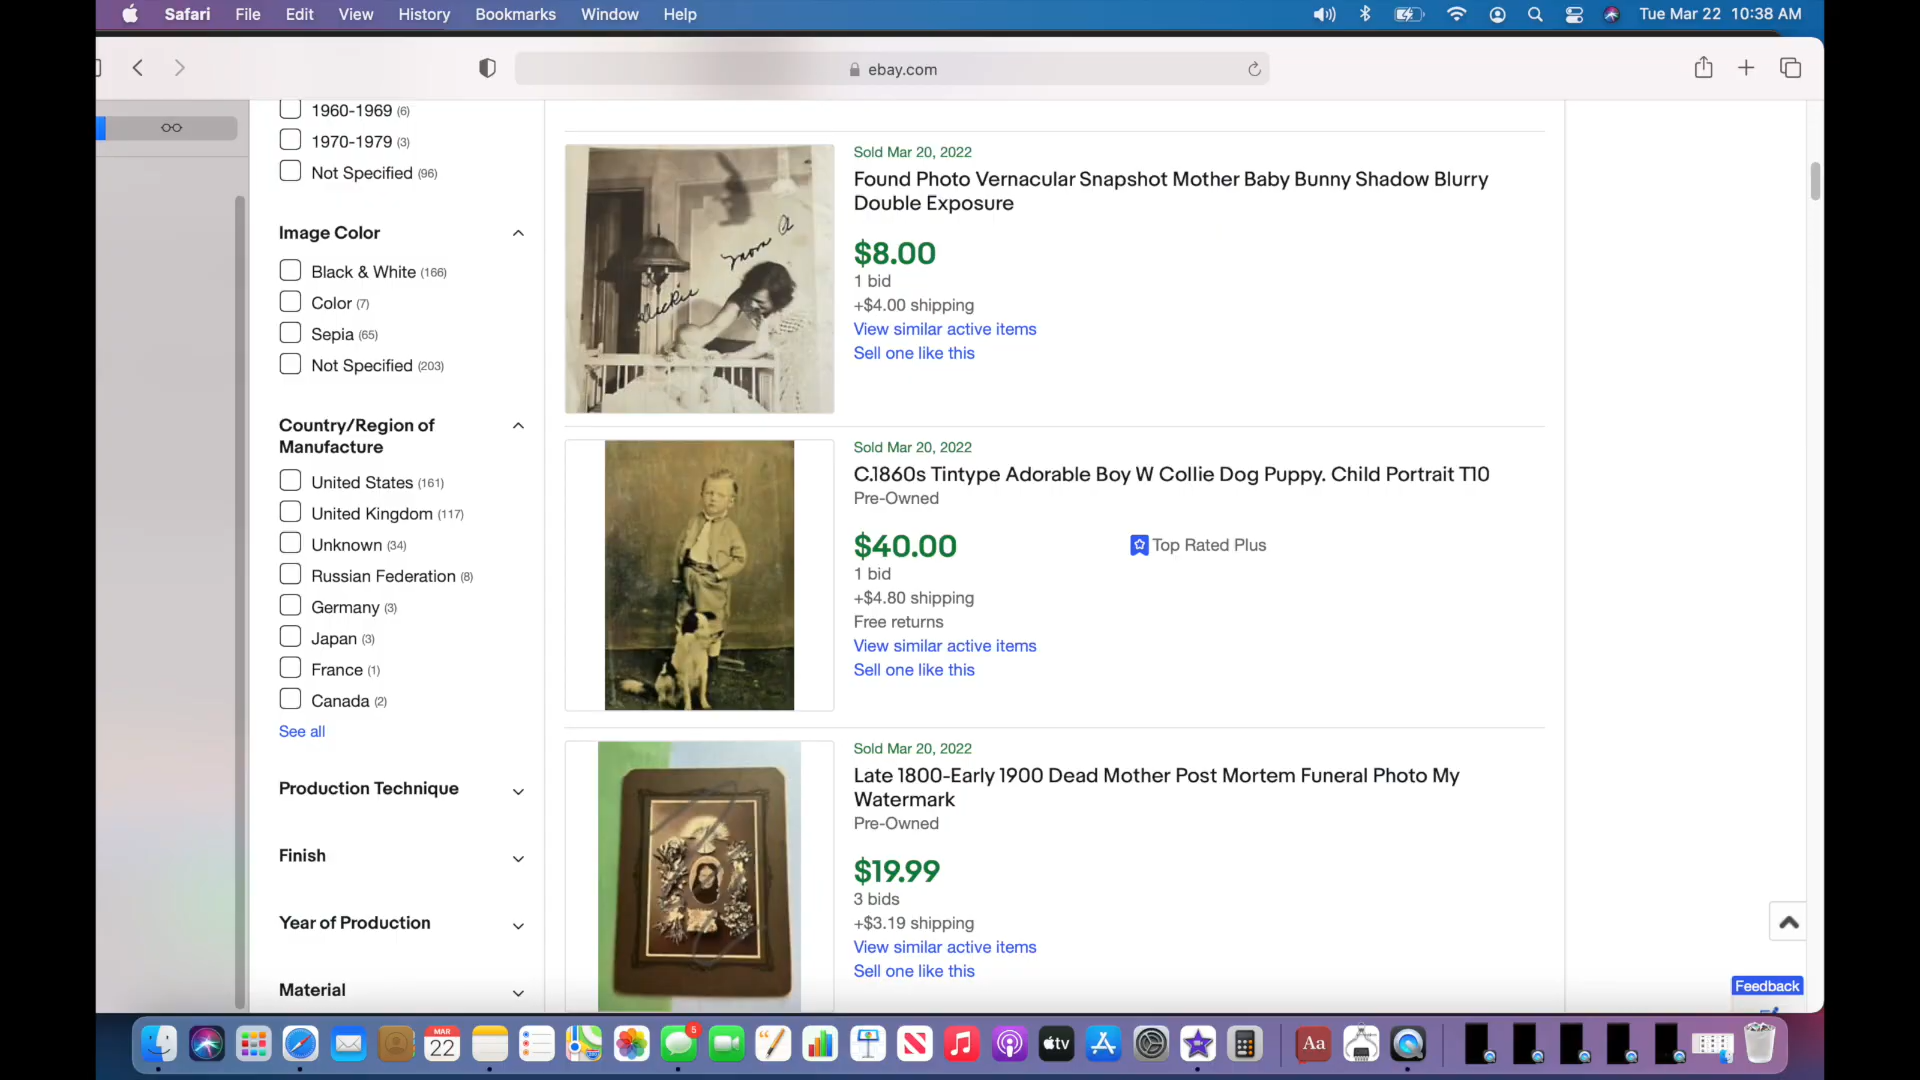 Safari File Edit View History Bookmarks Window Help Tue Mar 22 10:38 AM
ebay.com
1960-1969 (6)
1970-1979 (3)
Not Specified (96)
Image Color
Black & White (166)
Color (7)
Sepia (65)
Not Specified (203)
Country/Region of
Manufacture
United States (161)
United Kingdom (117)
Unknown (34)
Russian Federation (8)
Germany (3)
Japan (3)
France (1)
Canada (2)
See all
Production Technique
Finish
Year of Production
Material
Sold Mar 20, 2022
Found Photo Vernacular Snapshot Mother Baby Bunny Shadow Blurry
Double Exposure
$8.00
1 bid
+$4.00 shipping
View similar active items
Sell one like this
Sold Mar 20, 2022
C.1860s Tintype Adorable Boy W Collie Dog Puppy. Child Portrait T10
Pre-Owned
$40.00
Top Rated Plus
1 bid
+$4.80 shipping
Free returns
View similar active items
Sell one like this
Sold Mar 20, 2022
Late 1800-Early 1900 Dead Mother Post Mortem Funeral Photo My
Watermark
Pre-Owned
$19.99
3 bids
+$3.19 shipping
View similar active items
Sell one like this
Feedback
MAR
22
5
tv
Aa